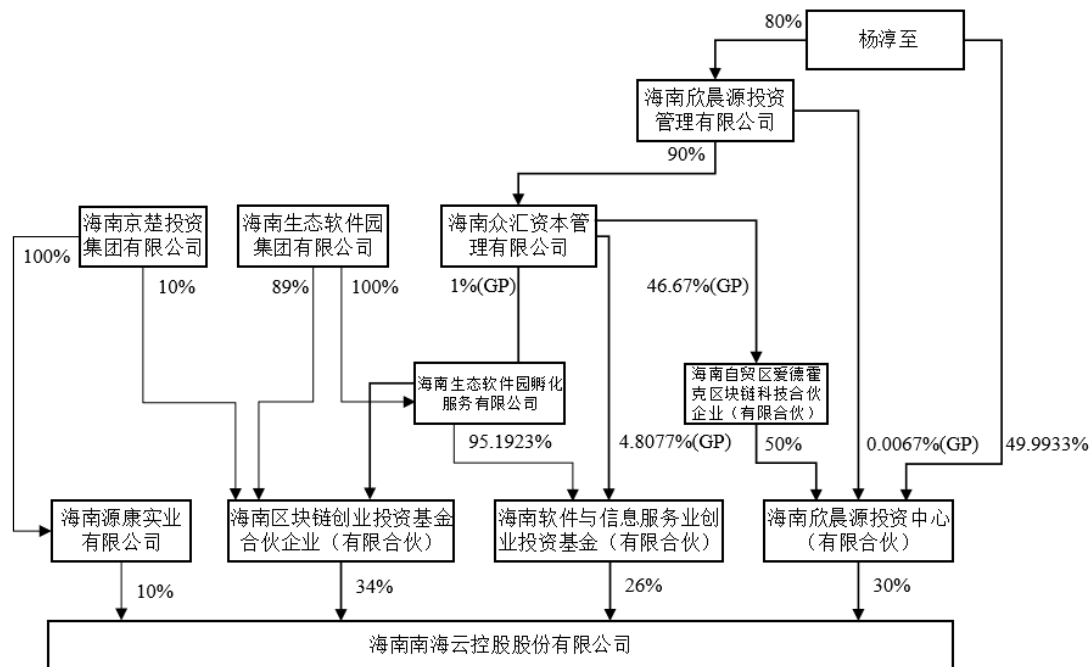 80%
杨淳至
海南欣晨源投资
管理有限公司
90%
海南京楚投资
集团有限公司
海南生态软件园
集团有限公司
海南众汇资本管
理有限公司
100%
10%
89%
100%
1%(GP)
46.67%(GP)
海南生态软件园孵化
服务有限公司
海南自贸区爱德霍
克区块链科技合伙
企业（有限合伙）
95.1923%
4.8077%(GP)
50%
0.0067%(GP)
49.9933%
海南源康实业
有限公司
海南区块链创业投资基金
合伙企业（有限合伙）
海南软件与信息服务业创
业投资基金（有限合伙）
海南欣晨源投资中心
（有限合伙）
10%
34%
26%
30%
海南南海云控股股份有限公司